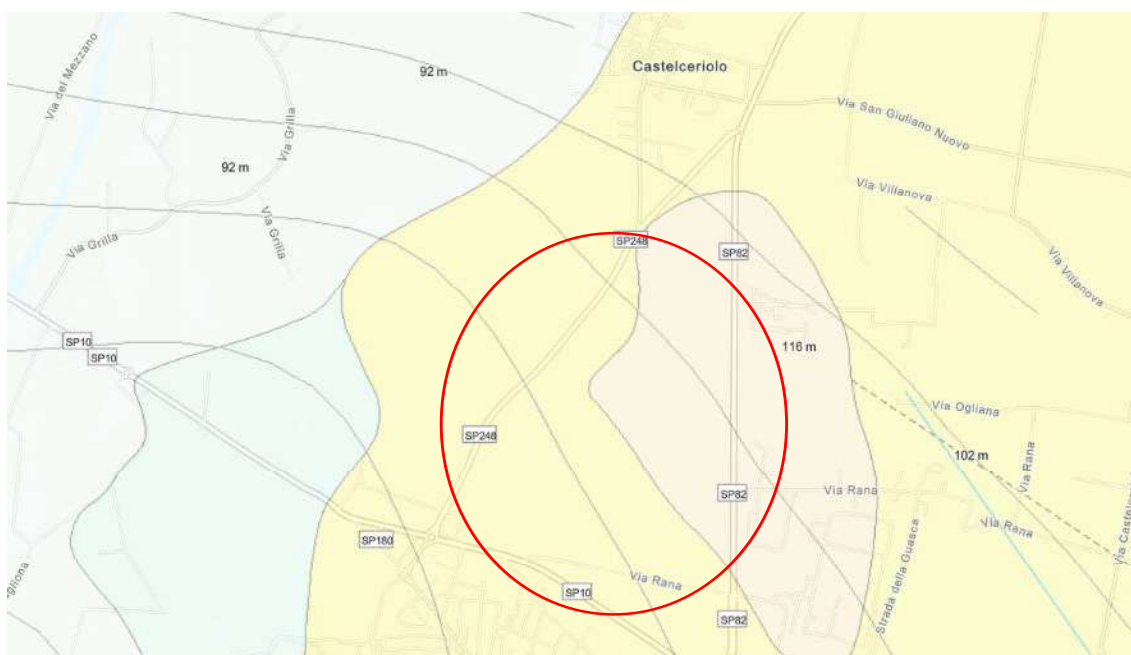 Via del Mezzano
92 m
Castelceriolo
Via San Giuliano Nuovo
Via Grilla
92 m
Via Villanova
Via Grilla
Via Grilla
SP248
SP82
Via Villanova
SP10
SP10
116 m
Via Ogliana
SP248
102 m
Via Rana
SP82
Via Rana
Via Rana
SP180
Strada della Guasca
Via Rana
SP10
SP82